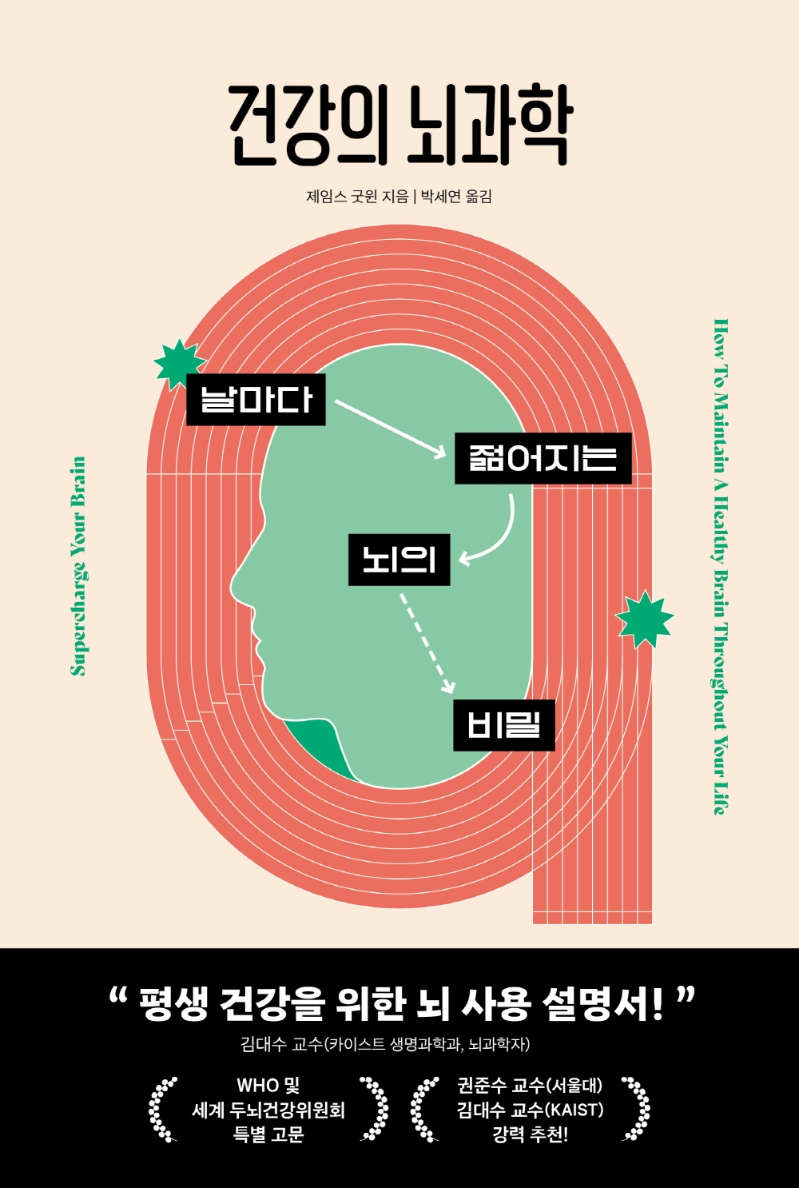 건강의 뇌과학
제임스 굿윈 지음 | 박세연 옮김
날마다
젊어지는
뇌의
비밀
Supercharge Your Brain
How To Maintain A Healthy Brain Throughout Your Life
“ 평생 건강을 위한 뇌 사용 설명서! ”
김대수 교수(카이스트 생명과학과, 뇌과학자)
WHO 및
세계 두뇌건강위원회
특별 고문
권준수 교수(서울대)
김대수 교수(KAIST)
강력 추천!